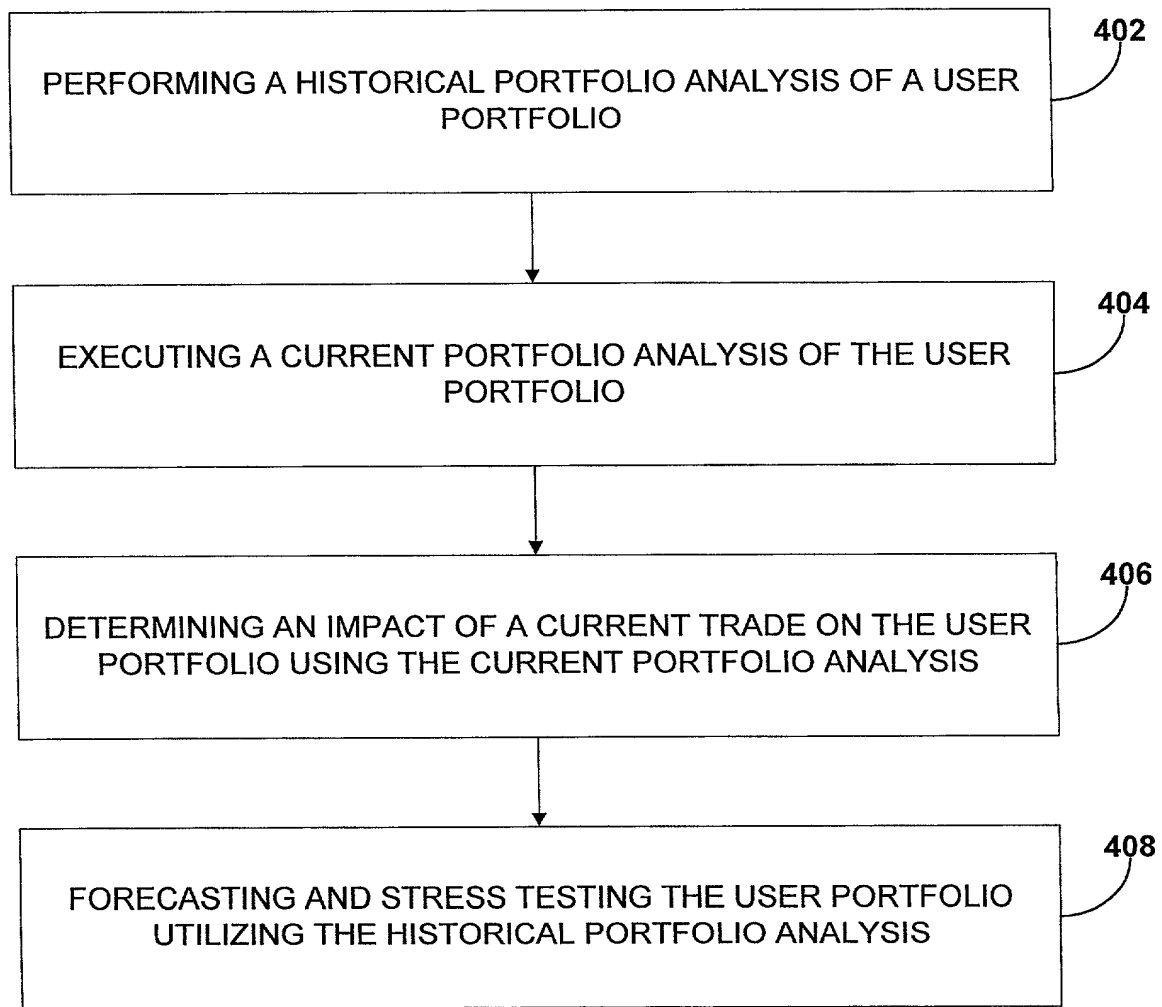 402
PERFORMING A HISTORICAL PORTFOLIO ANALYSIS OF A USER
PORTFOLIO
404
EXECUTING A CURRENT PORTFOLIO ANALYSIS OF THE USER
PORTFOLIO
406
DETERMINING AN IMPACT OF A CURRENT TRADE ON THE USER
PORTFOLIO USING THE CURRENT PORTFOLIO ANALYSIS
408
FORECASTING AND STRESS TESTING THE USER PORTFOLIO
UTILIZING THE HISTORICAL PORTFOLIO ANALYSIS